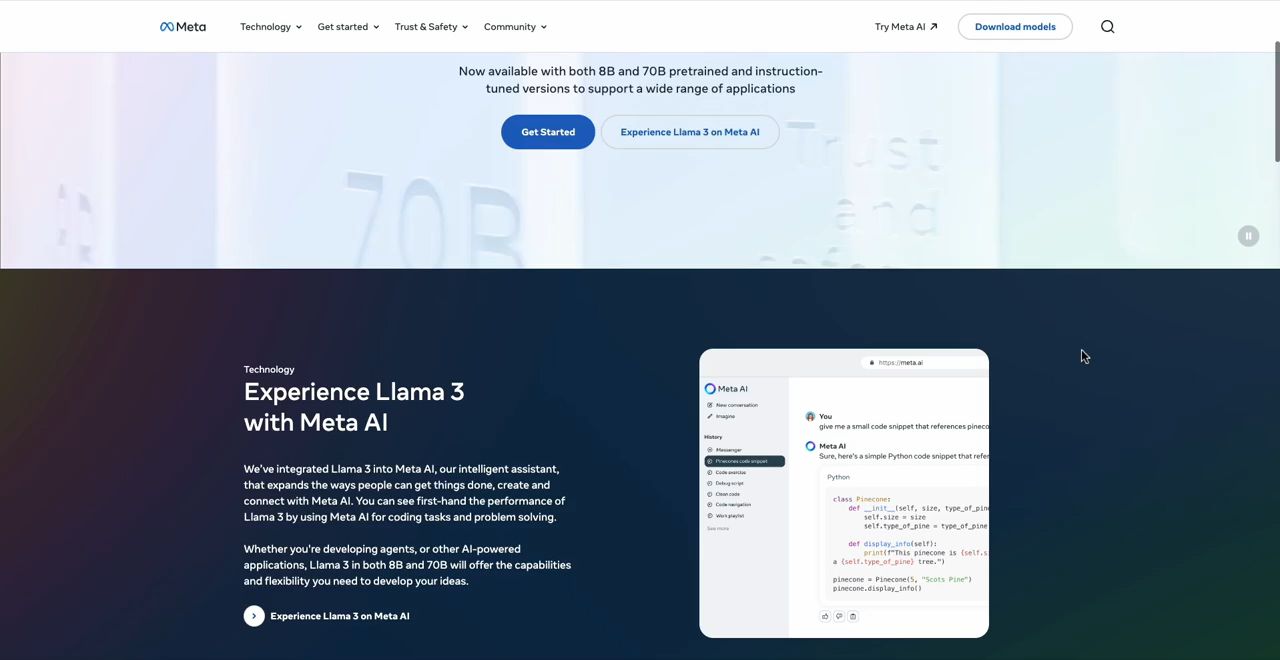 Meta
Technology
Get started
Trust & Safety
Community
Try Meta AI
Download models
Now available with both 8B and 70B pretrained and instruction-
tuned versions to support a wide range of applications
Get Started
Experience Llama 3 on Meta AI
Trust
and
70B
Technology
Experience Llama 3
with Meta AI
We've integrated Llama 3 into Meta AI, our intelligent assistant,
that expands the ways people can get things done, create and
connect with Meta AI. You can see first-hand the performance of
Llama 3 by using Meta AI for coding tasks and problem solving.
Whether you're developing agents, or other AI-powered
applications, Llama 3 in both 8B and 70B will offer the capabilities
and flexibility you need to develop your ideas.
Experience Llama 3 on Meta AI
https://meta.ai
Meta AI
New conversation
Imagine
History
Messenger
Pinecones code snippet
Code exercise
Debug script
Clean code
Code navigation
Work playlist
See more
You
give me a small code snippet that references pineco
Meta AI
Sure, here's a simple Python code snippet that refer
Python
class Pinecone:
def __init__(self, size, type_of_pine
self.size = size
self.type_of_pine = type_of_pine
def display_info(self):
print(f"This pinecone is {self.si
a {self.type_of_pine} tree.")
pinecone = Pinecone(5, "Scots Pine")
pinecone.display_info()